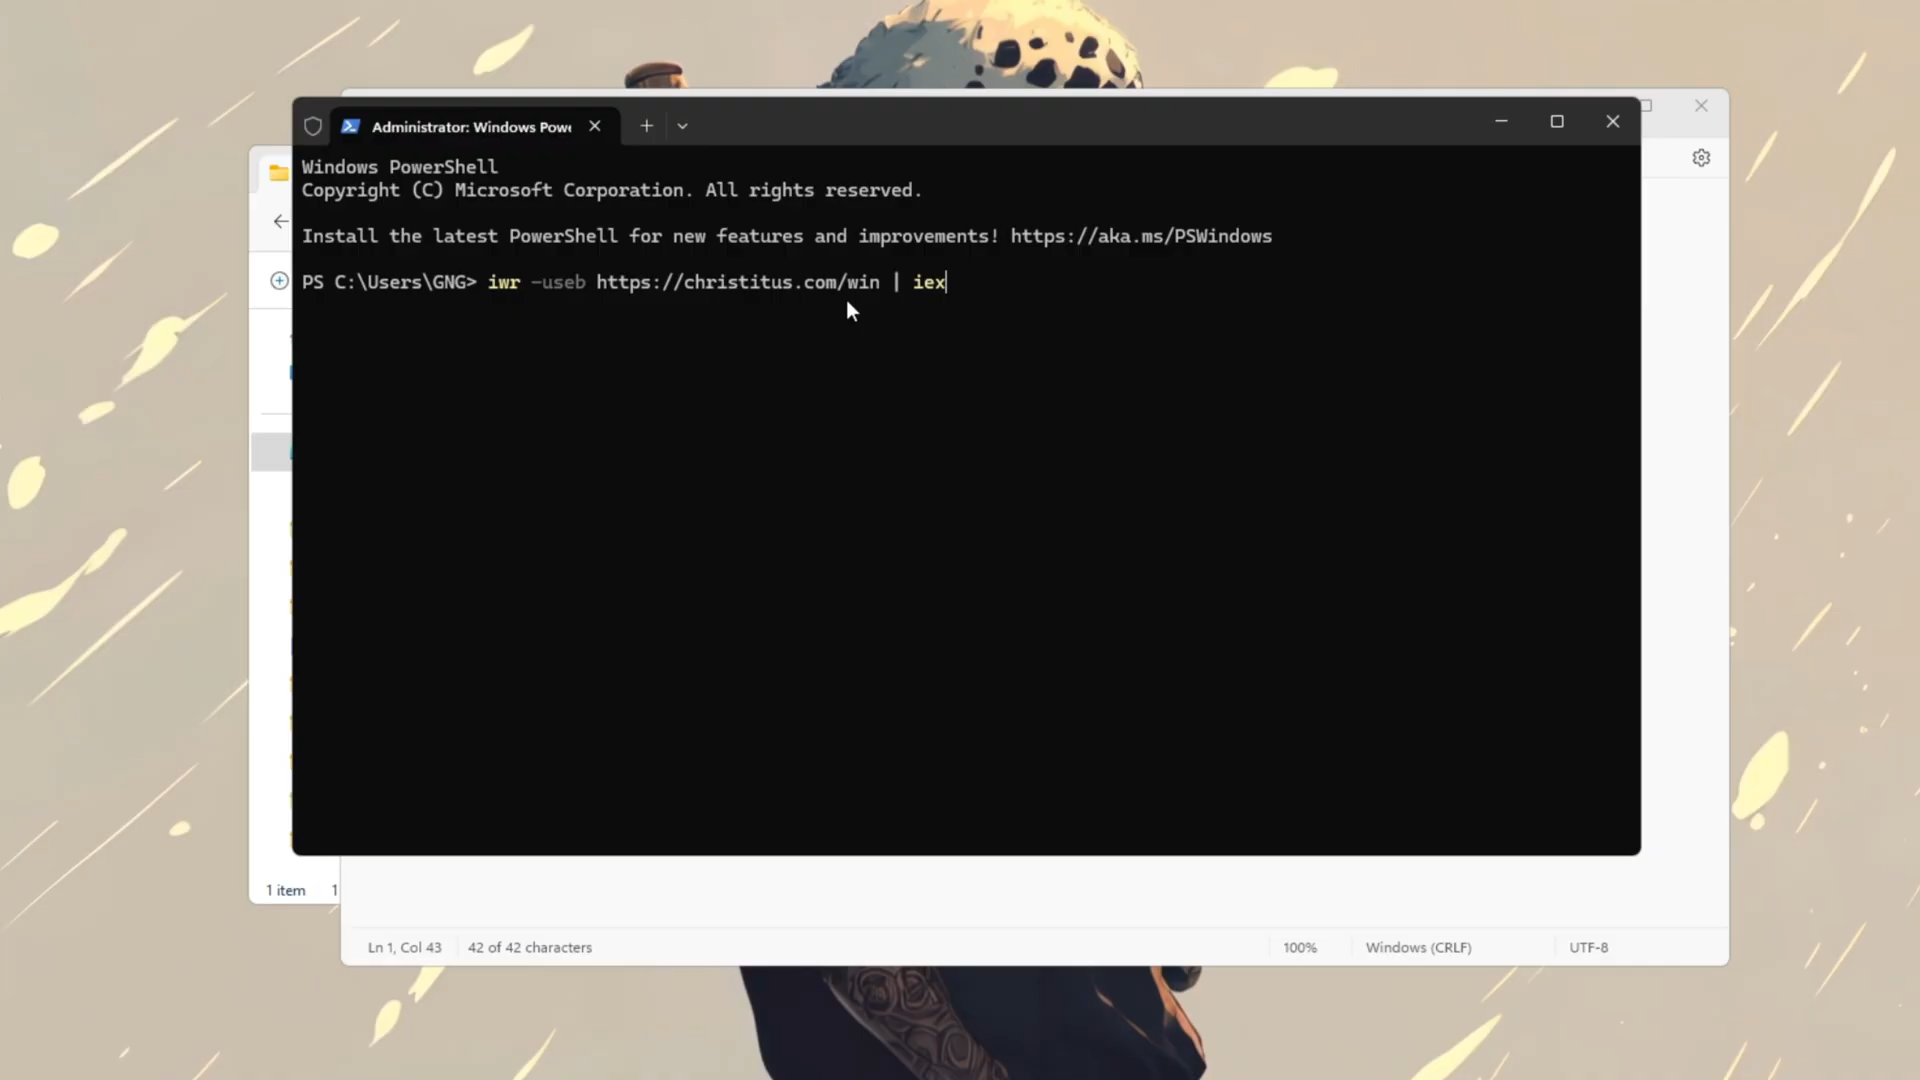 Administrator: Windows Powe
Windows PowerShell
Copyright (C) Microsoft Corporation. All rights reserved.
Install the latest PowerShell for new features and improvements! https://aka.ms/PSWindows
PS C:\Users\GNG> iwr -useb https://christitus.com/win | iex
1 item 1
Ln 1, Col 43 42 of 42 characters 100% Windows (CRLF) UTF-8